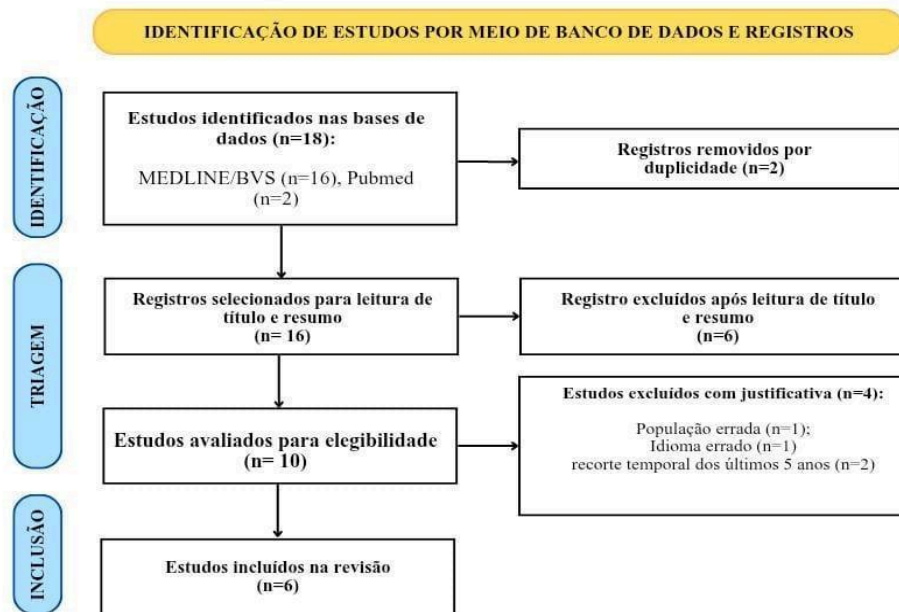 IDENTIFICAÇÃO DE ESTUDOS POR MEIO DE BANCO DE DADOS E REGISTROS
IDENTIFICAÇÃO
Estudos identificados nas bases de
dados (n=18):
MEDLINE/BVS (n=16), Pubmed
(n=2)
Registros removidos por
duplicidade (n=2)
TRIAGEM
Registros selecionados para leitura de
título e resumo
(n= 16)
Registro excluídos após leitura de título
e resumo
(n=6)
Estudos avaliados para elegibilidade
(n= 10)
Estudos excluídos com justificativa (n=4):
População errada (n=1);
Idioma errado (n=1)
recorte temporal dos últimos 5 anos (n=2)
INCLUSÃO
Estudos incluídos na revisão
(n=6)